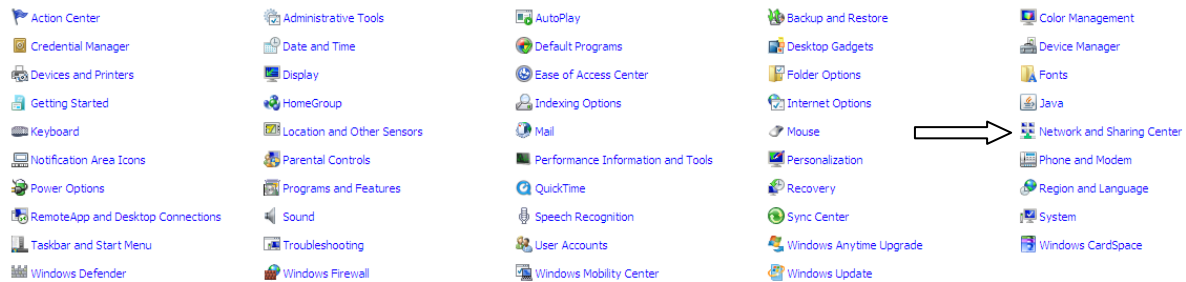 Action Center
Administrative Tools
AutoPlay
Backup and Restore
Color Management
Credential Manager
Date and Time
Default Programs
Desktop Gadgets
Device Manager
Devices and Printers
Display
Ease of Access Center
Folder Options
Fonts
Getting Started
HomeGroup
Indexing Options
Internet Options
Java
Keyboard
Location and Other Sensors
Mail
Mouse
Network and Sharing Center
Notification Area Icons
Parental Controls
Performance Information and Tools
Personalization
Phone and Modem
Power Options
Programs and Features
QuickTime
Recovery
Region and Language
RemoteApp and Desktop Connections
Sound
Speech Recognition
Sync Center
System
Taskbar and Start Menu
Troubleshooting
User Accounts
Windows Anytime Upgrade
Windows CardSpace
Windows Defender
Windows Firewall
Windows Mobility Center
Windows Update